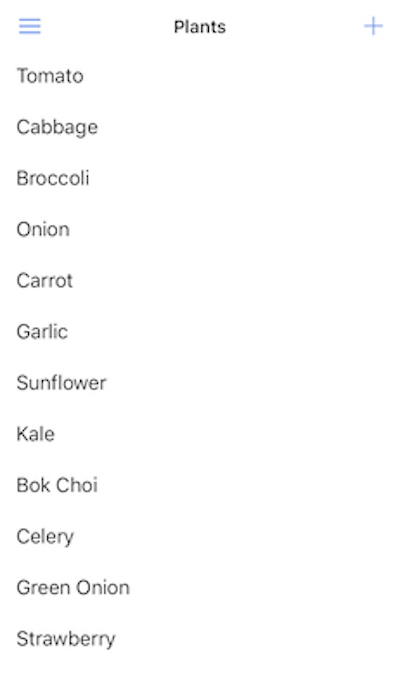 Plants
Tomato
Cabbage
Broccoli
Onion
Carrot
Garlic
Sunflower
Kale
Bok Choi
Celery
Green Onion
Strawberry